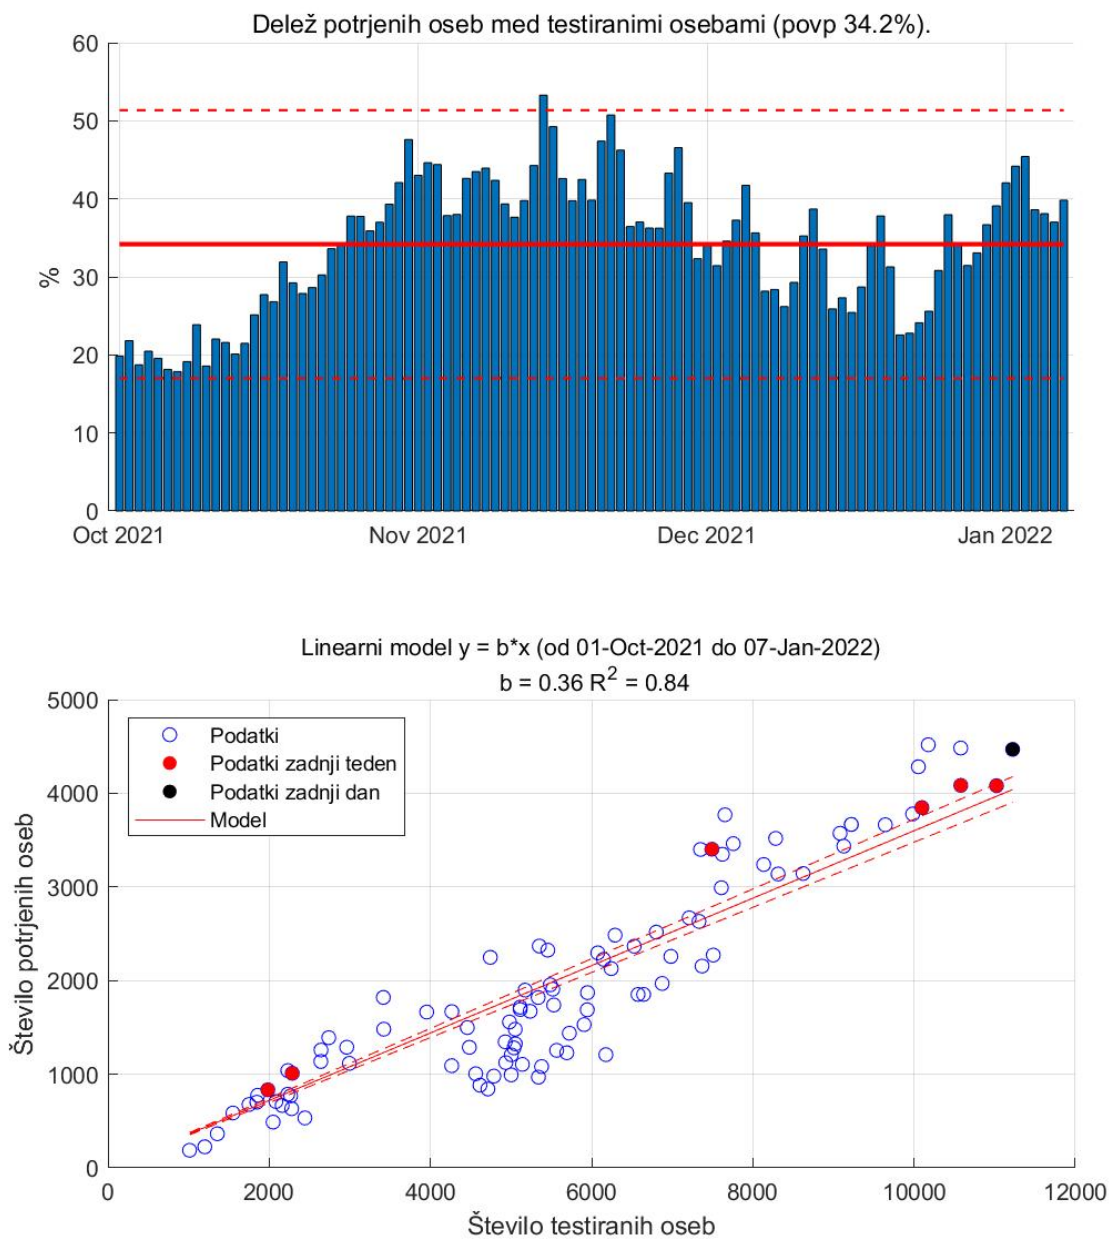 Delež potrjenih oseb med testiranimi osebami (povp 34.2%).
60
50
40
30
20
10
0
%
Oct 2021 Nov 2021 Dec 2021 Jan 2022
Linearni model y = b*x (od 01-Oct-2021 do 07-Jan-2022)
b = 0.36 R² = 0.84
5000
4000
3000
2000
1000
0
Število potrjenih oseb
Podatki
Podatki zadnji teden
Podatki zadnji dan
Model
0 2000 4000 6000 8000 10000 12000
Število testiranih oseb